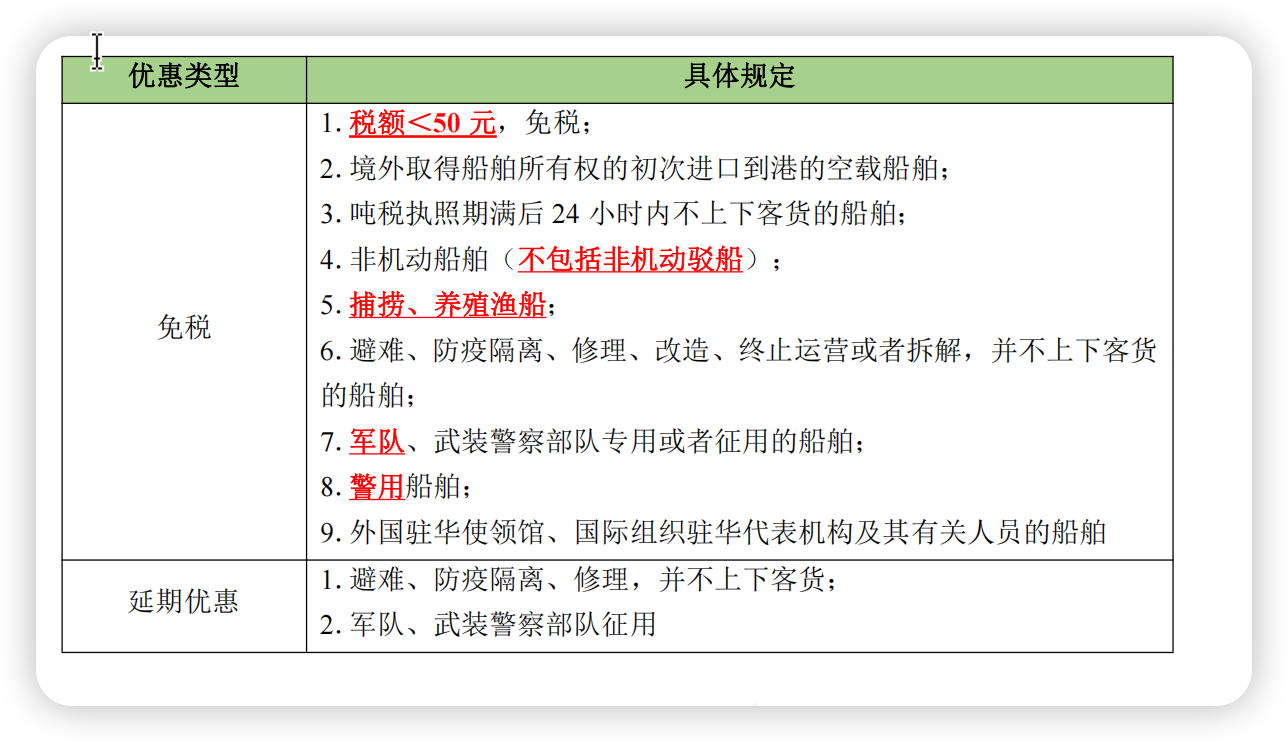 优惠类型
具体规定
免税
1. 税额＜50 元，免税；
2. 境外取得船舶所有权的初次进口到港的空载船舶；
3. 吨税执照期满后 24 小时内不上下客货的船舶；
4. 非机动船舶（不包括非机动驳船）；
5. 捕捞、养殖渔船；
6. 避难、防疫隔离、修理、改造、终止运营或者拆解，并不上下客货
的船舶；
7. 军队、武装警察部队专用或者征用的船舶；
8. 警用船舶；
9. 外国驻华使领馆、国际组织驻华代表机构及其有关人员的船舶
延期优惠
1. 避难、防疫隔离、修理，并不上下客货；
2. 军队、武装警察部队征用